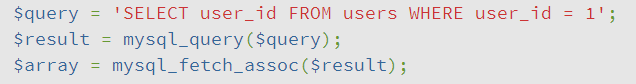 $query = 'SELECT user_id FROM users WHERE user_id = 1';
$result = mysql_query($query);
$array = mysql_fetch_assoc($result);